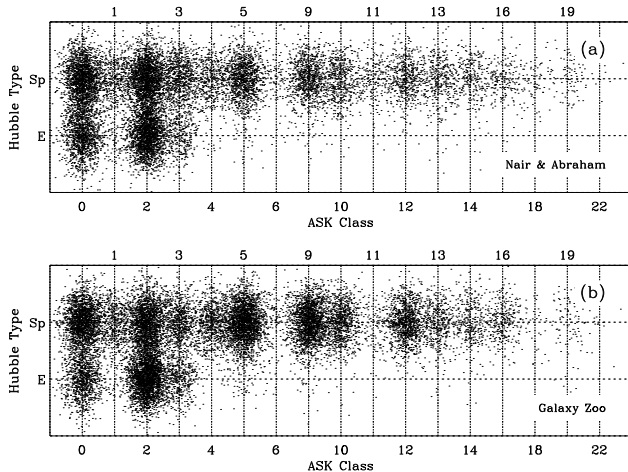 1 3 5 9 11 13 16 19
(a)
Hubble Type
Sp
E
Nair & Abraham
0 2 4 6 8 10 12 14 18 22
ASK Class
1 3 5 9 11 13 16 19
(b)
Hubble Type
Sp
E
Galaxy Zoo
0 2 4 6 10 12 14 18 22
ASK Class